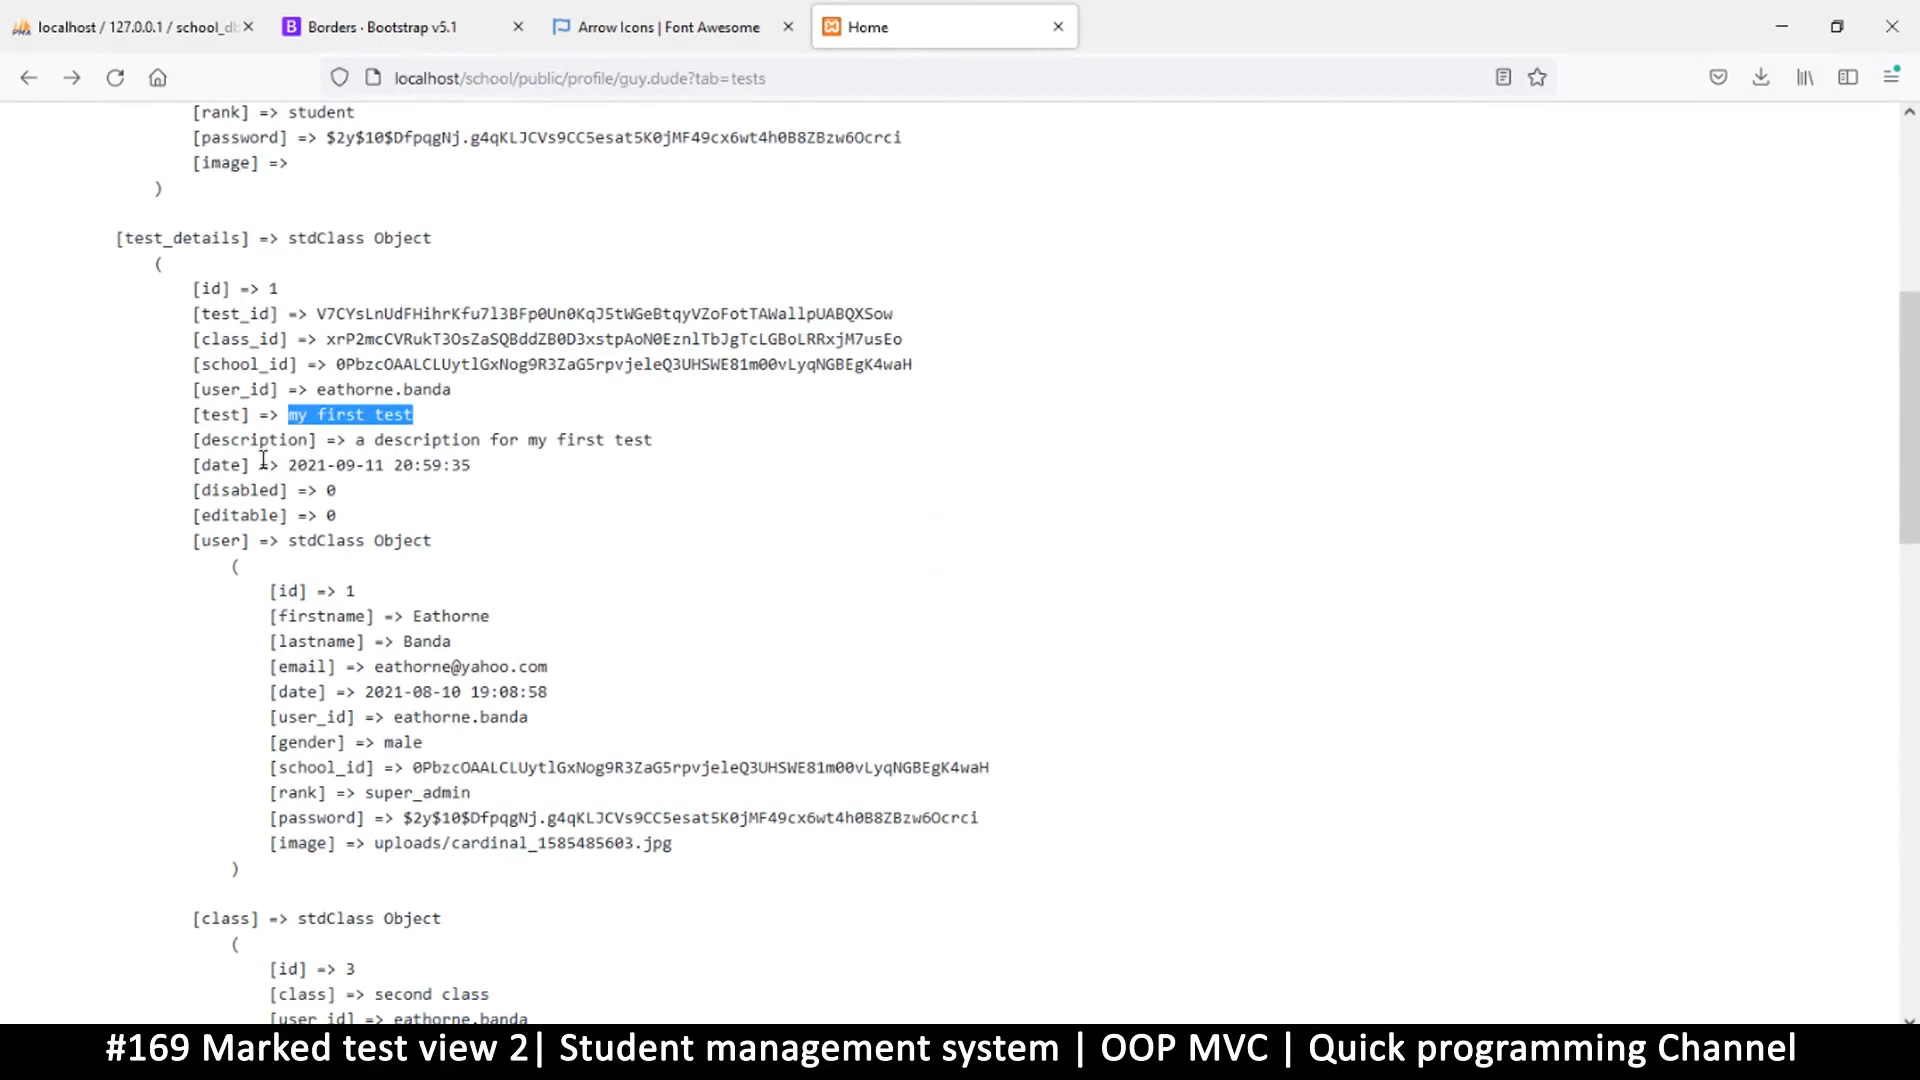 localhost / 127.0.0.1 / school_db
Borders · Bootstrap v5.1
Arrow Icons | Font Awesome
Home
localhost/school/public/profile/guy.dude?tab=tests
[rank] => student
[password] => $2y$10$DfpqgNj.g4qKLJCVs9CC5esat5K0jMF49cx6wt4h0B8ZBzw6Ocrci
[image] =>
)
[test_details] => stdClass Object
(
[id] => 1
[test_id] => V7CYsLnUdFHihrKfu7l3BFp0Un0KqJ5tWGeBtqyVZoFotTAWallpUABQXSow
[class_id] => xrP2mcCVRukT3OsZaSQBddZB0D3xstpAoN0EznlTbJgTcLGBoLRRxjM7usEo
[school_id] => 0PbzcOAALCLUytlGxNog9R3ZaG5rpvjeleQ3UHSWE81m00vLyqNGBEgK4waH
[user_id] => eathorne.banda
[test] => my first test
[description] => a description for my first test
[date] => 2021-09-11 20:59:35
[disabled] => 0
[editable] => 0
[user] => stdClass Object
(
[id] => 1
[firstname] => Eathorne
[lastname] => Banda
[email] => eathorne@yahoo.com
[date] => 2021-08-10 19:08:58
[user_id] => eathorne.banda
[gender] => male
[school_id] => 0PbzcOAALCLUytlGxNog9R3ZaG5rpvjeleQ3UHSWE81m00vLyqNGBEgK4waH
[rank] => super_admin
[password] => $2y$10$DfpqgNj.g4qKLJCVs9CC5esat5K0jMF49cx6wt4h0B8ZBzw6Ocrci
[image] => uploads/cardinal_1585485603.jpg
)
[class] => stdClass Object
(
[id] => 3
[class] => second class
[user_id] => eathorne.banda
#169 Marked test view 2| Student management system | OOP MVC | Quick programming Channel